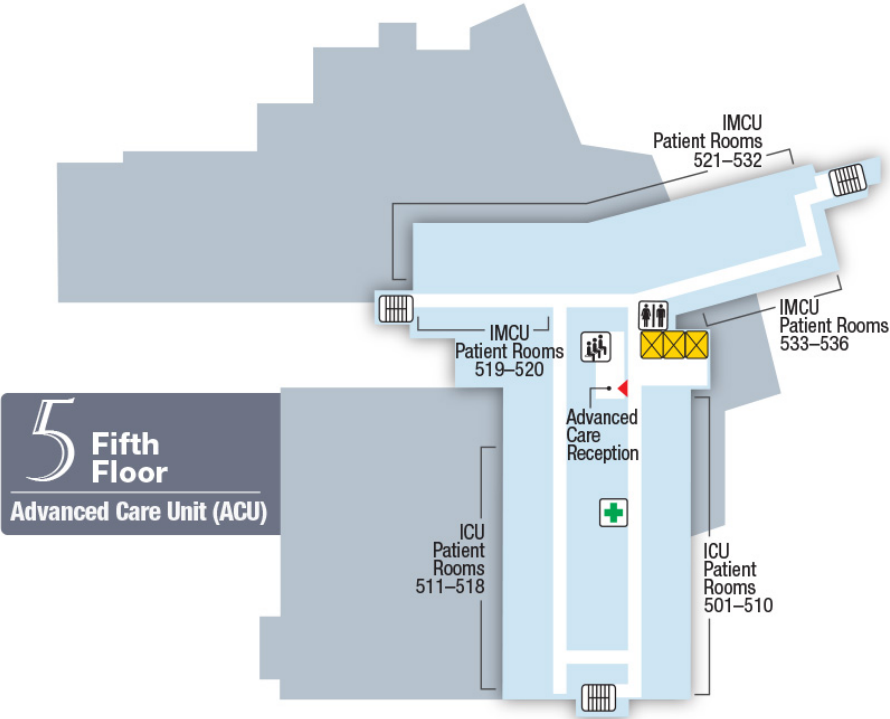 IMCU
Patient Rooms
521–532
IMCU
Patient Rooms
533–536
IMCU
Patient Rooms
519–520
Advanced
Care
Reception
5 Fifth
Floor
Advanced Care Unit (ACU)
ICU
Patient
Rooms
511–518
ICU
Patient
Rooms
501–510